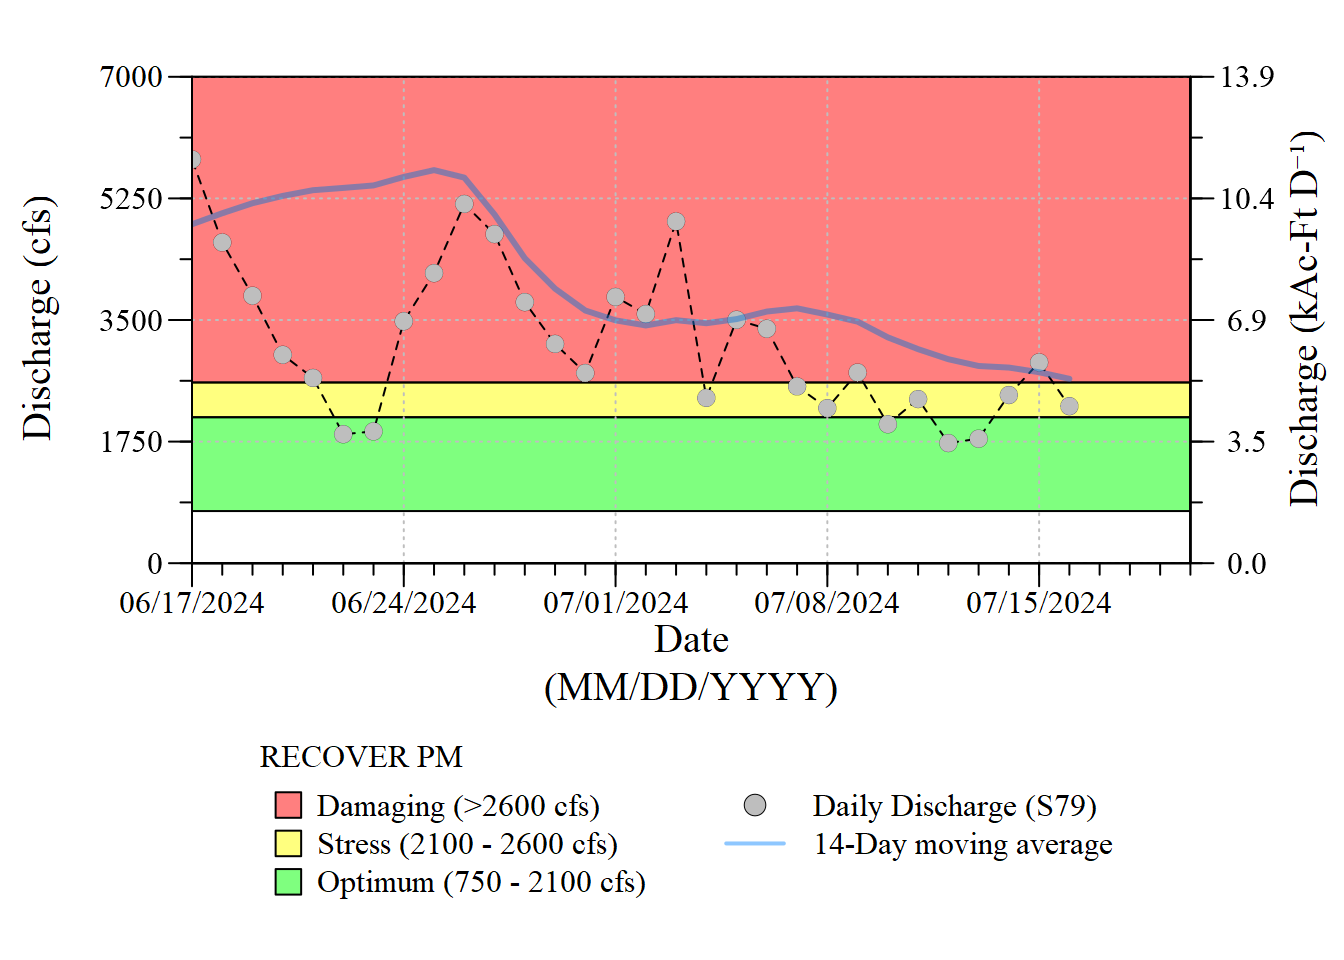 7000
5250
3500
1750
0
Discharge (cfs)
13.9
10.4
6.9
3.5
0.0
Discharge (kAc-Ft D⁻¹)
06/17/2024
06/24/2024
07/01/2024
07/08/2024
07/15/2024
Date
(MM/DD/YYYY)
RECOVER PM
Damaging (>2600 cfs)
Stress (2100 - 2600 cfs)
Optimum (750 - 2100 cfs)
Daily Discharge (S79)
14-Day moving average